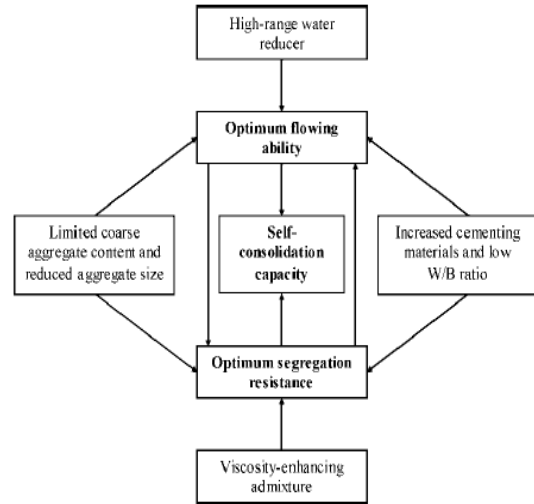 High-range water
reducer
Optimum flowing
ability
Limited coarse
aggregate content and
reduced aggregate size
Self-
consolidation
capacity
Increased cementing
materials and low
W/B ratio
Optimum segregation
resistance
Viscosity-enhancing
admixture